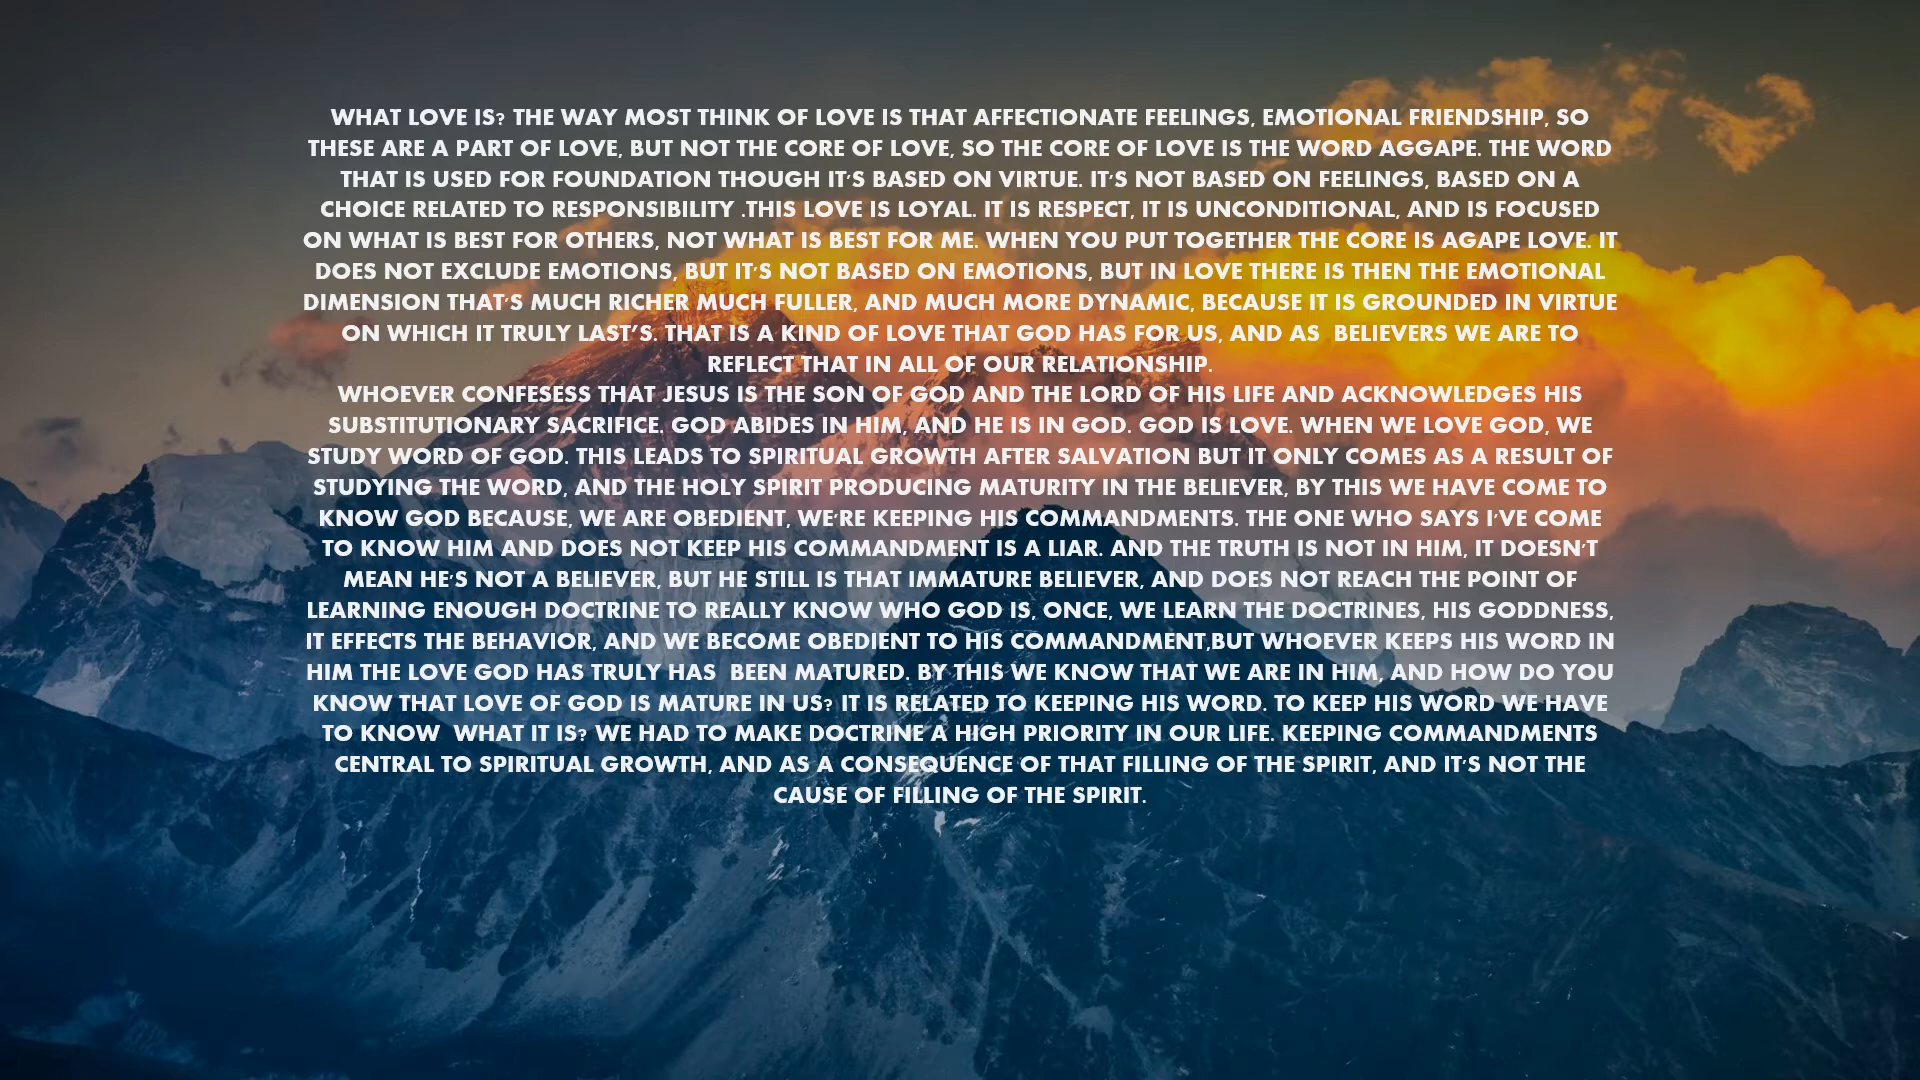 WHAT LOVE IS? THE WAY MOST THINK OF LOVE IS THAT AFFECTIONATE FEELINGS, EMOTIONAL FRIENDSHIP, SO
THESE ARE A PART OF LOVE, BUT NOT THE CORE OF LOVE, SO THE CORE OF LOVE IS THE WORD AGGAPE. THE WORD
THAT IS USED FOR FOUNDATION THOUGH IT'S BASED ON VIRTUE. IT'S NOT BASED ON FEELINGS, BASED ON A
CHOICE RELATED TO RESPONSIBILITY .THIS LOVE IS LOYAL. IT IS RESPECT, IT IS UNCONDITIONAL, AND IS FOCUSED
ON WHAT IS BEST FOR OTHERS, NOT WHAT IS BEST FOR ME. WHEN YOU PUT TOGETHER THE CORE IS AGAPE LOVE. IT
DOES NOT EXCLUDE EMOTIONS, BUT IT'S NOT BASED ON EMOTIONS, BUT IN LOVE THERE IS THEN THE EMOTIONAL
DIMENSION THAT'S MUCH RICHER MUCH FULLER, AND MUCH MORE DYNAMIC, BECAUSE IT IS GROUNDED IN VIRTUE
ON WHICH IT TRULY LAST'S. THAT IS A KIND OF LOVE THAT GOD HAS FOR US, AND AS  BELIEVERS WE ARE TO
REFLECT THAT IN ALL OF OUR RELATIONSHIP.
WHOEVER CONFESESS THAT JESUS IS THE SON OF GOD AND THE LORD OF HIS LIFE AND ACKNOWLEDGES HIS
SUBSTITUTIONARY SACRIFICE. GOD ABIDES IN HIM, AND HE IS IN GOD. GOD IS LOVE. WHEN WE LOVE GOD, WE
STUDY WORD OF GOD. THIS LEADS TO SPIRITUAL GROWTH AFTER SALVATION BUT IT ONLY COMES AS A RESULT OF
STUDYING THE WORD, AND THE HOLY SPIRIT PRODUCING MATURITY IN THE BELIEVER, BY THIS WE HAVE COME TO
KNOW GOD BECAUSE, WE ARE OBEDIENT, WE'RE KEEPING HIS COMMANDMENTS. THE ONE WHO SAYS I'VE COME
TO KNOW HIM AND DOES NOT KEEP HIS COMMANDMENT IS A LIAR. AND THE TRUTH IS NOT IN HIM, IT DOESN'T
MEAN HE'S NOT A BELIEVER, BUT HE STILL IS THAT IMMATURE BELIEVER, AND DOES NOT REACH THE POINT OF
LEARNING ENOUGH DOCTRINE TO REALLY KNOW WHO GOD IS, ONCE, WE LEARN THE DOCTRINES, HIS GODDNESS,
IT EFFECTS THE BEHAVIOR, AND WE BECOME OBEDIENT TO HIS COMMANDMENT,BUT WHOEVER KEEPS HIS WORD IN
HIM THE LOVE GOD HAS TRULY HAS  BEEN MATURED. BY THIS WE KNOW THAT WE ARE IN HIM, AND HOW DO YOU
KNOW THAT LOVE OF GOD IS MATURE IN US? IT IS RELATED TO KEEPING HIS WORD. TO KEEP HIS WORD WE HAVE
TO KNOW  WHAT IT IS? WE HAD TO MAKE DOCTRINE A HIGH PRIORITY IN OUR LIFE. KEEPING COMMANDMENTS
CENTRAL TO SPIRITUAL GROWTH, AND AS A CONSEQUENCE OF THAT FILLING OF THE SPIRIT, AND IT'S NOT THE
CAUSE OF FILLING OF THE SPIRIT.